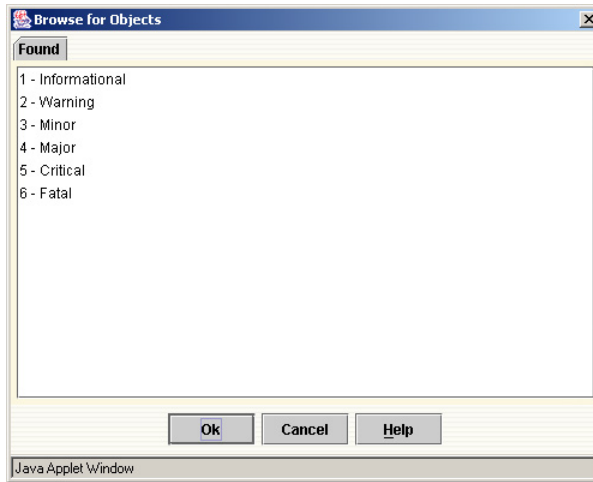 Browse for Objects
Found
1 - Informational
2 - Warning
3 - Minor
4 - Major
5 - Critical
6 - Fatal
Ok Cancel Help
Java Applet Window